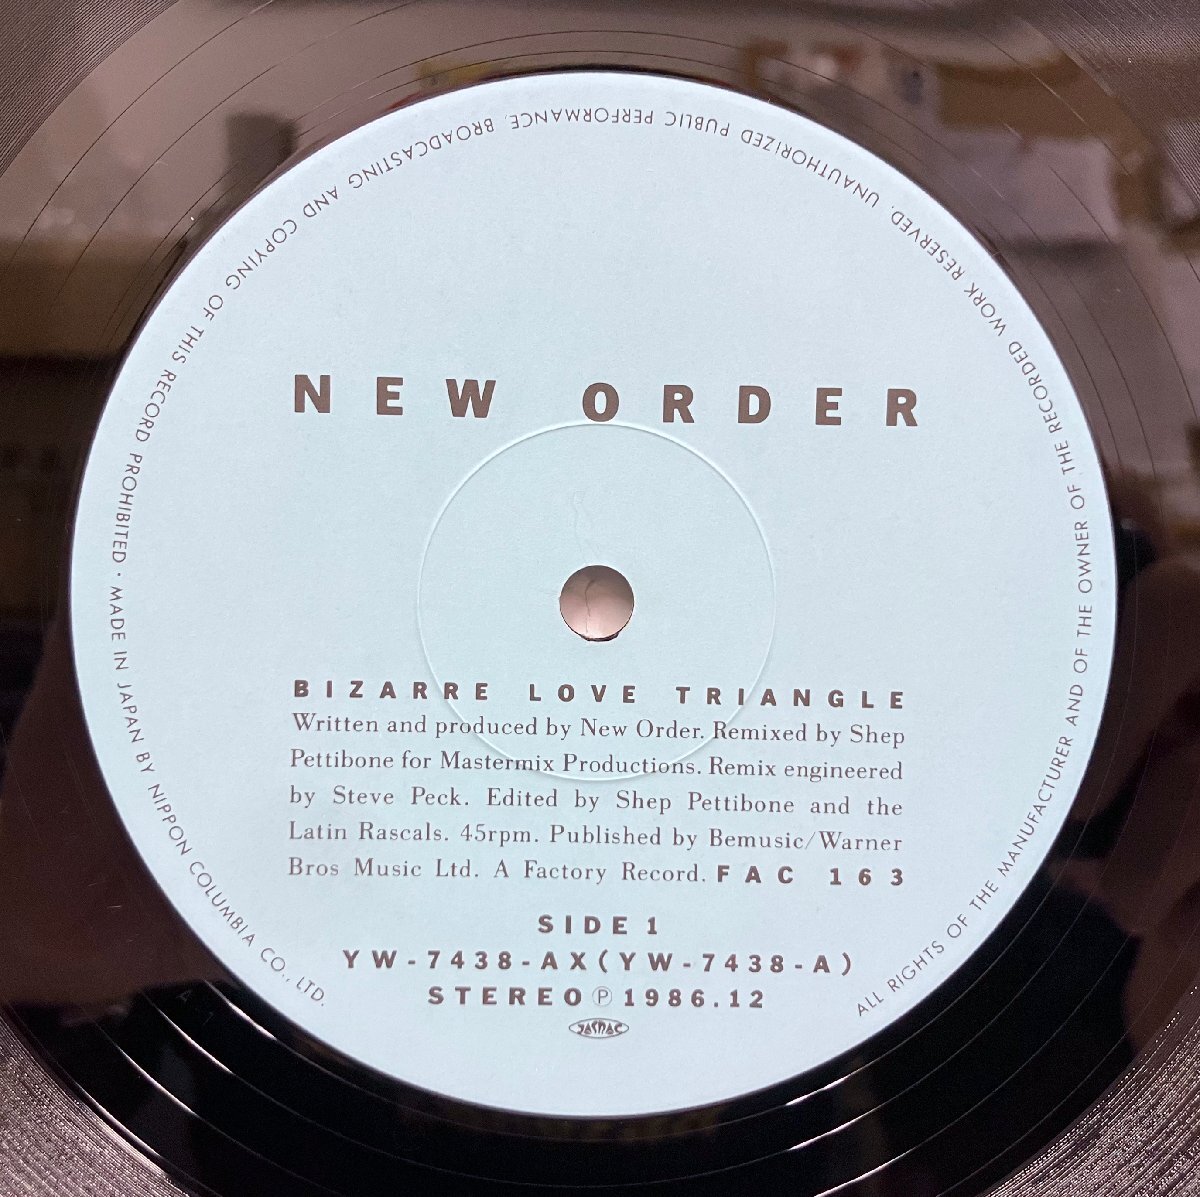 NEW ORDER
BIZARRE LOVE TRIANGLE
Written and produced by New Order. Remixed by Shep
Pettibone for Mastermix Productions. Remix engineered
by Steve Peck. Edited by Shep Pettibone and the
Latin Rascals. 45rpm. Published by Bemusic/Warner
Bros Music Ltd. A Factory Record. FAC 163
SIDE 1
YW-7438-AX(YW-7438-A)
STEREO Ⓟ 1986.12
JASRAC
ALL RIGHTS OF THE MANUFACTURER AND OF THE OWNER OF THE RECORDED WORK RESERVED. UNAUTHORIZED PUBLIC PERFORMANCE. BROADCASTING AND COPYING OF THIS RECORD PROHIBITED · MADE IN JAPAN BY NIPPON COLUMBIA CO., LTD.